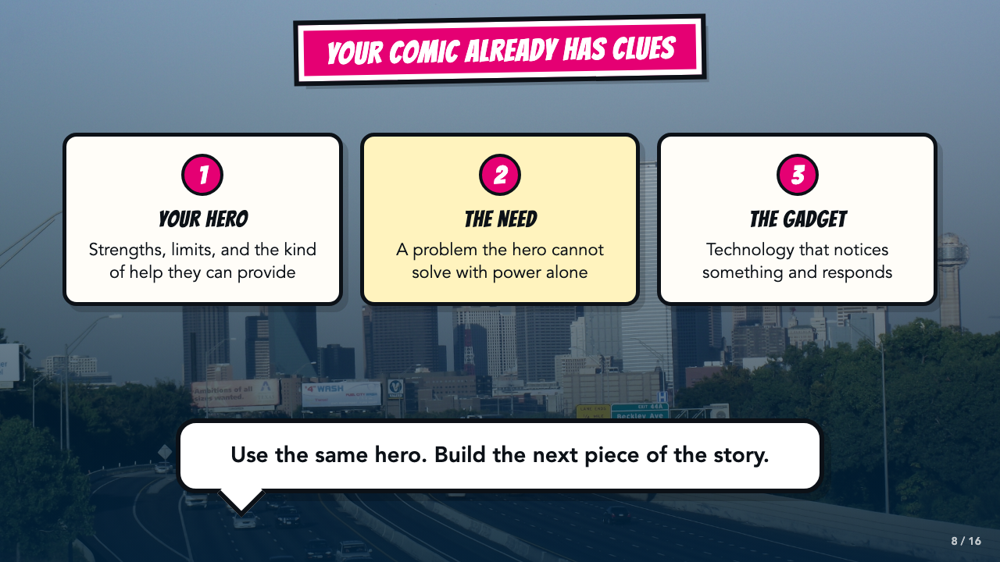 YOUR COMIC ALREADY HAS CLUES
1
YOUR HERO
Strengths, limits, and the kind
of help they can provide
2
THE NEED
A problem the hero cannot
solve with power alone
3
THE GADGET
Technology that notices
something and responds
Ambitions of all
sizes wanted.
$4 WASH
H
EXIT 44A
Beckley Ave
Use the same hero. Build the next piece of the story.
8 / 16